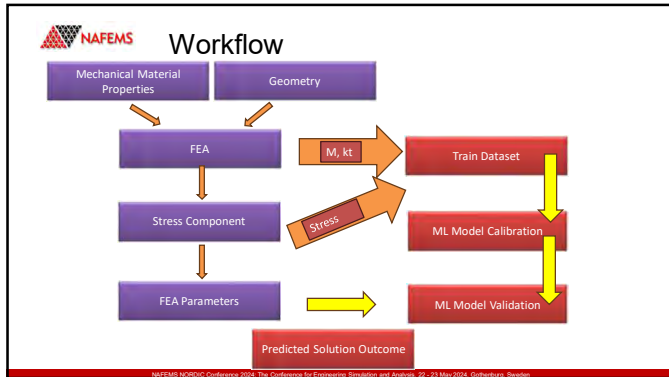 NAFEMS
Workflow
Mechanical Material
Properties
Geometry
FEA
M, kt
Train Dataset
Stress Component
Stress
ML Model Calibration
FEA Parameters
ML Model Validation
Predicted Solution Outcome
NAFEMS NORDIC Conference 2024, The Conference for Engineering Simulation and Analysis, 22 - 23 May 2024, Gothenburg, Sweden